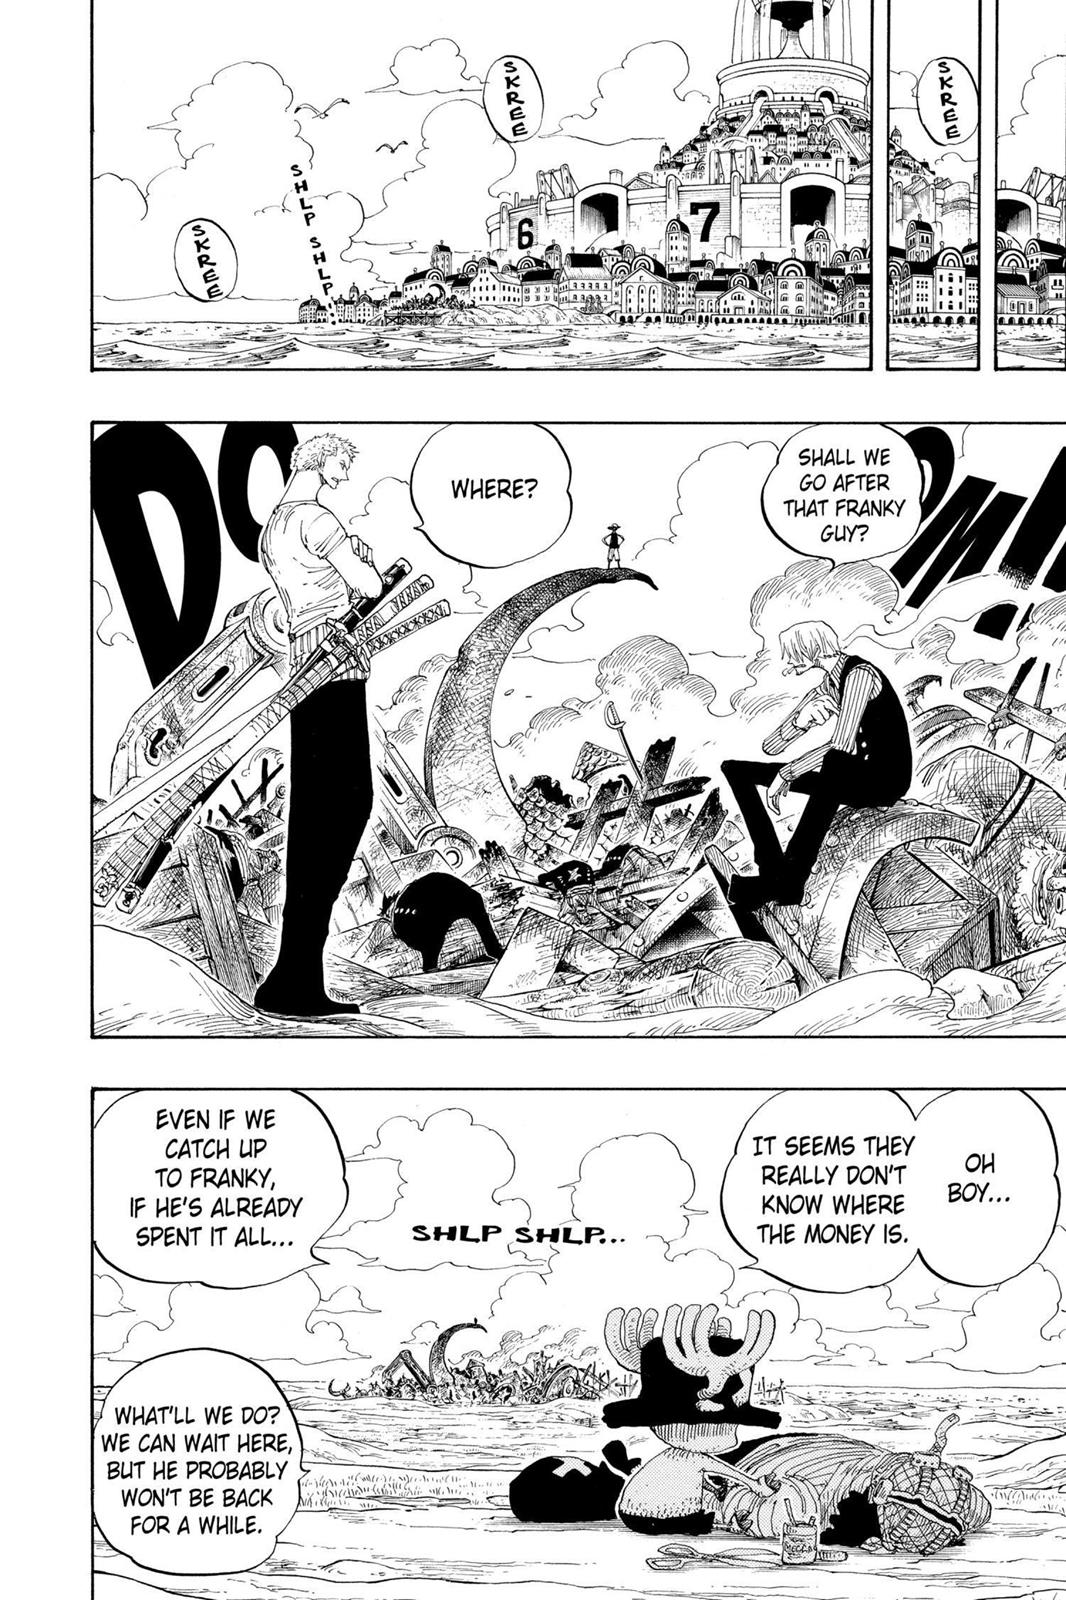 SKREE
SKREE
7
6
SHLP SHLP
SKREE
DOOM!!
SHALL WE
GO AFTER
THAT FRANKY
GUY?
WHERE?
OH
BOY...
IT SEEMS THEY
REALLY DON'T
KNOW WHERE
THE MONEY IS.
SHLP SHLP...
EVEN IF WE
CATCH UP
TO FRANKY,
IF HE'S ALREADY
SPENT IT ALL...
WHAT'LL WE DO?
WE CAN WAIT HERE,
BUT HE PROBABLY
WON'T BE BACK
FOR A WHILE.